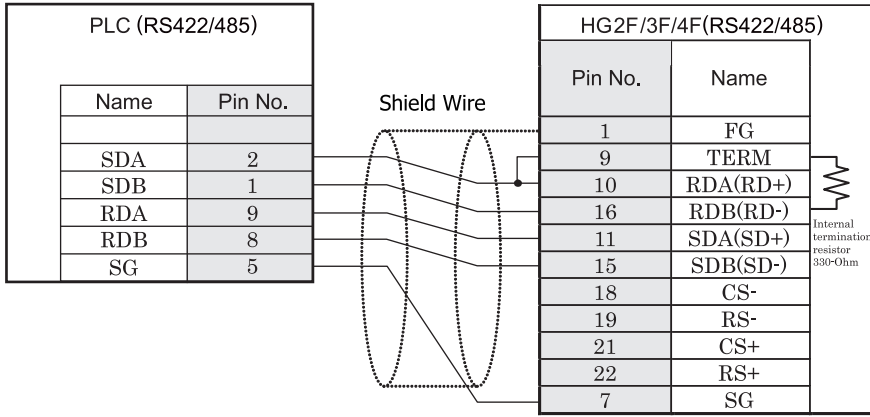 PLC (RS422/485)
Name Pin No.
SDA 2
SDB 1
RDA 9
RDB 8
SG 5
Shield Wire
HG2F/3F/4F(RS422/485)
Pin No. Name
1 FG
9 TERM
10 RDA(RD+)
16 RDB(RD-)
11 SDA(SD+)
15 SDB(SD-)
18 CS-
19 RS-
21 CS+
22 RS+
7 SG
Internal
termination
resistor
330-Ohm